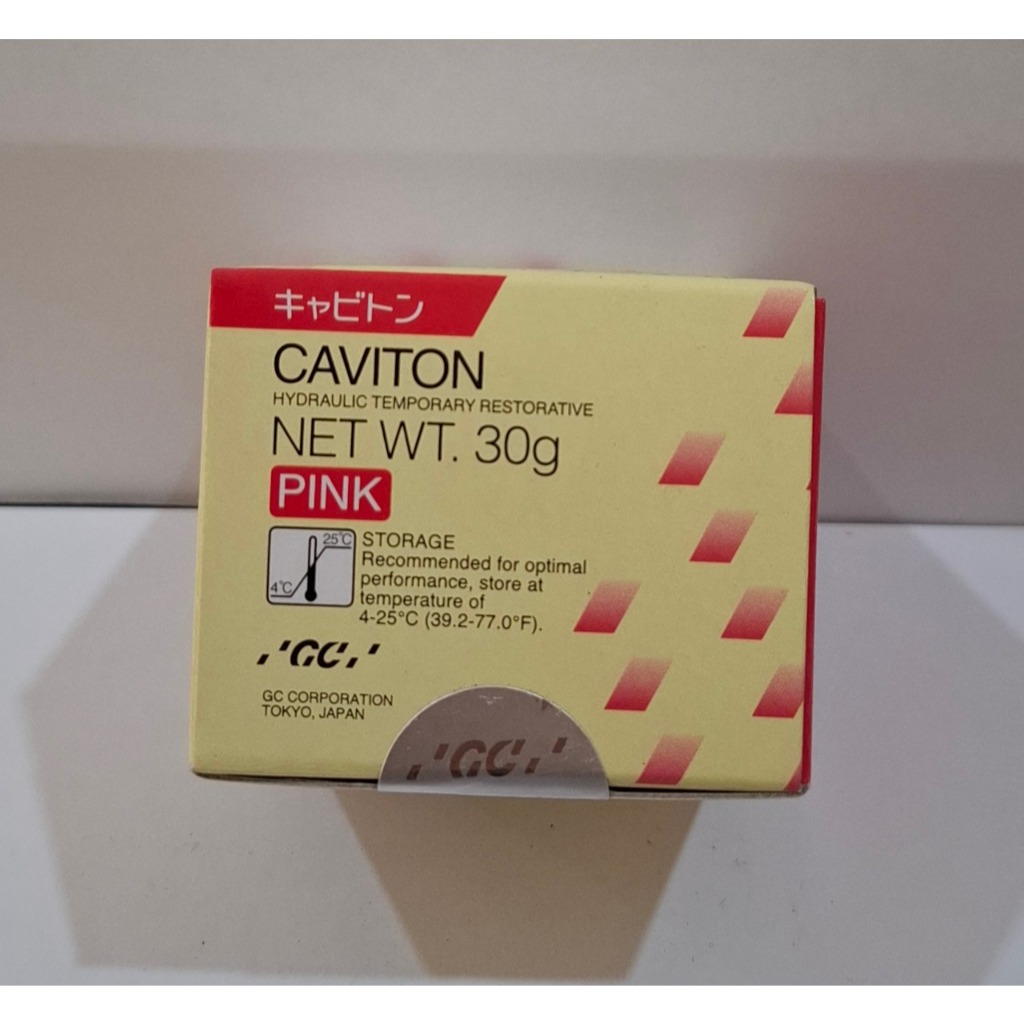 キャビトン
CAVITON
HYDRAULIC TEMPORARY RESTORATIVE
NET WT. 30g
PINK
25°C
4°C
STORAGE
Recommended for optimal
performance, store at
temperature of
4-25°C (39.2-77.0°F).
'GC'
GC CORPORATION
TOKYO, JAPAN
'GC'